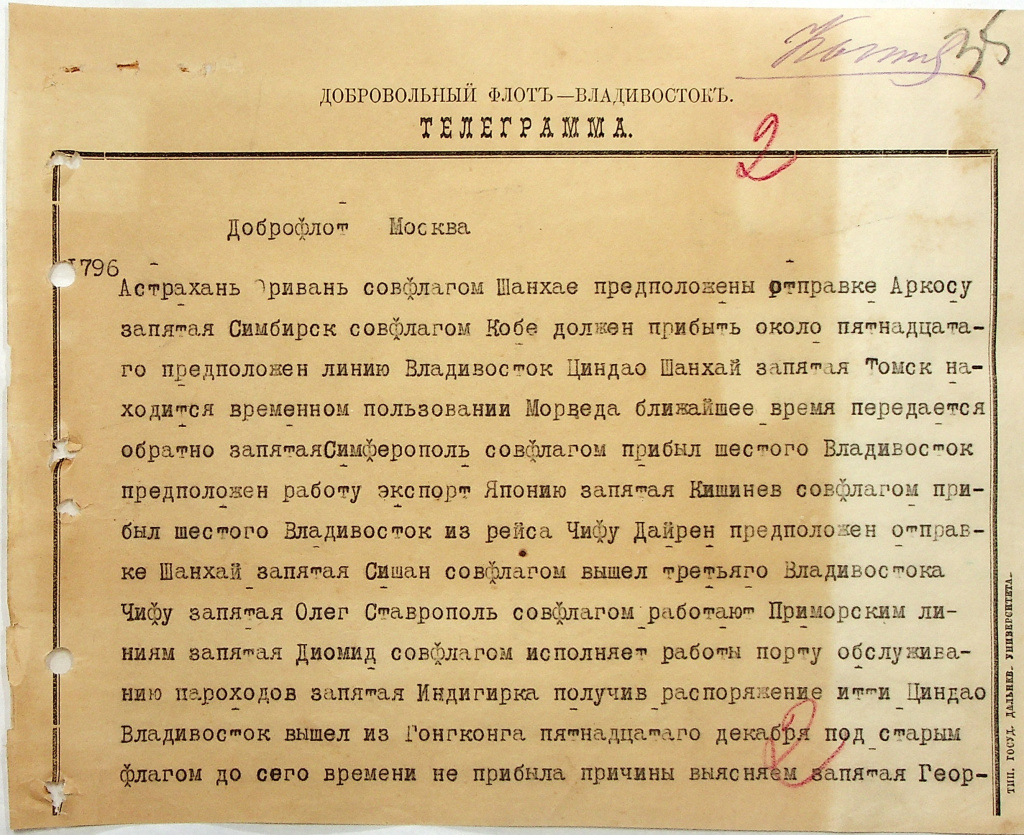 Копия 35
ДОБРОВОЛЬНЫЙ ФЛОТЪ—ВЛАДИВОСТОКЪ.
ТЕЛЕГРАММА.
2
Доброфлот Москва
1796
Астрахань Эривань совфлагом Шанхае предположены отправке Аркосу
запятая Симбирск совфлагом Кобе должен прибыть около пятнадцата-
го предположен линию Владивосток Циндао Шанхай запятая Томск на-
ходится временном пользовании Морведа ближайшее время передается
обратно запятаяСимферополь совфлагом прибыл шестого Владивосток
предположен работу экспорт Японию запятая Кишинев совфлагом при-
был шестого Владивосток из рейса Чифу Дайрен предположен отправ-
ке Шанхай запятая Сишан совфлагом вышел третьяго Владивостока
Чифу запятая Олег Ставрополь совфлагом работают Приморским ли-
ниям запятая Диомид совфлагом исполняет работы порту обслужива-
нию пароходов запятая Индигирка получив распоряжение итти Циндао
Владивосток вышел из Гонгконга пятнадцатаго декабря под старым
флагом до сего времени не прибыла причины выясняем запятая Геор-
2
ТИП. ГОСУД. ДАЛЬНЕВ. УНИВЕРСИТЕТА.